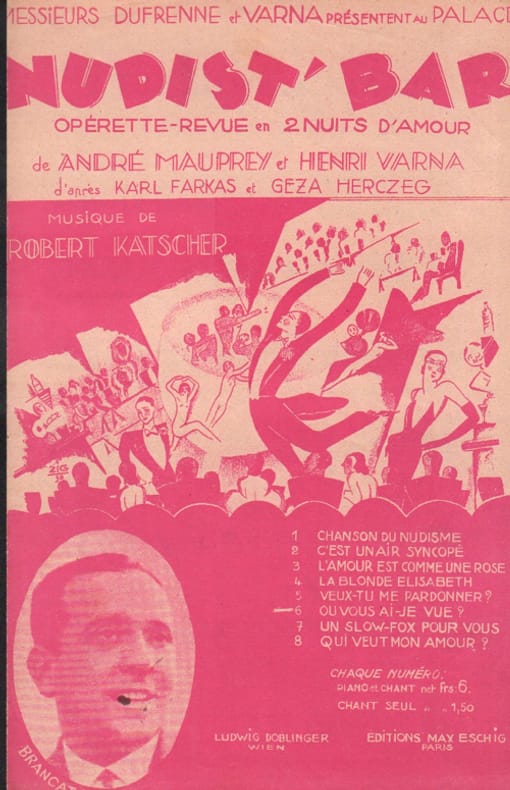 MESSIEURS DUFRENNE et VARNA PRÉSENTENT AU PALACE
NUDIST' BAR
OPÉRETTE-REVUE en 2 NUITS D'AMOUR
de ANDRÉ MAUPREY et HENRI VARNA
d'après KARL FARKAS et GEZA HERCZEG
MUSIQUE DE
ROBERT KATSCHER
ZIG
1 CHANSON DU NUDISME
2 C'EST UN AIR SYNCOPÉ
3 L'AMOUR EST COMME UNE ROSE
4 LA BLONDE ELISABETH
5 VEUX-TU ME PARDONNER?
6 OU VOUS AI-JE VUE?
7 UN SLOW-FOX POUR VOUS
8 QUI VEUT MON AMOUR?
CHAQUE NUMÉRO:
PIANO et CHANT net frs: 6.
CHANT SEUL " " 1,50
LUDWIG DOBLINGER
WIEN
EDITIONS MAX ESCHIG
PARIS
BRANCAT